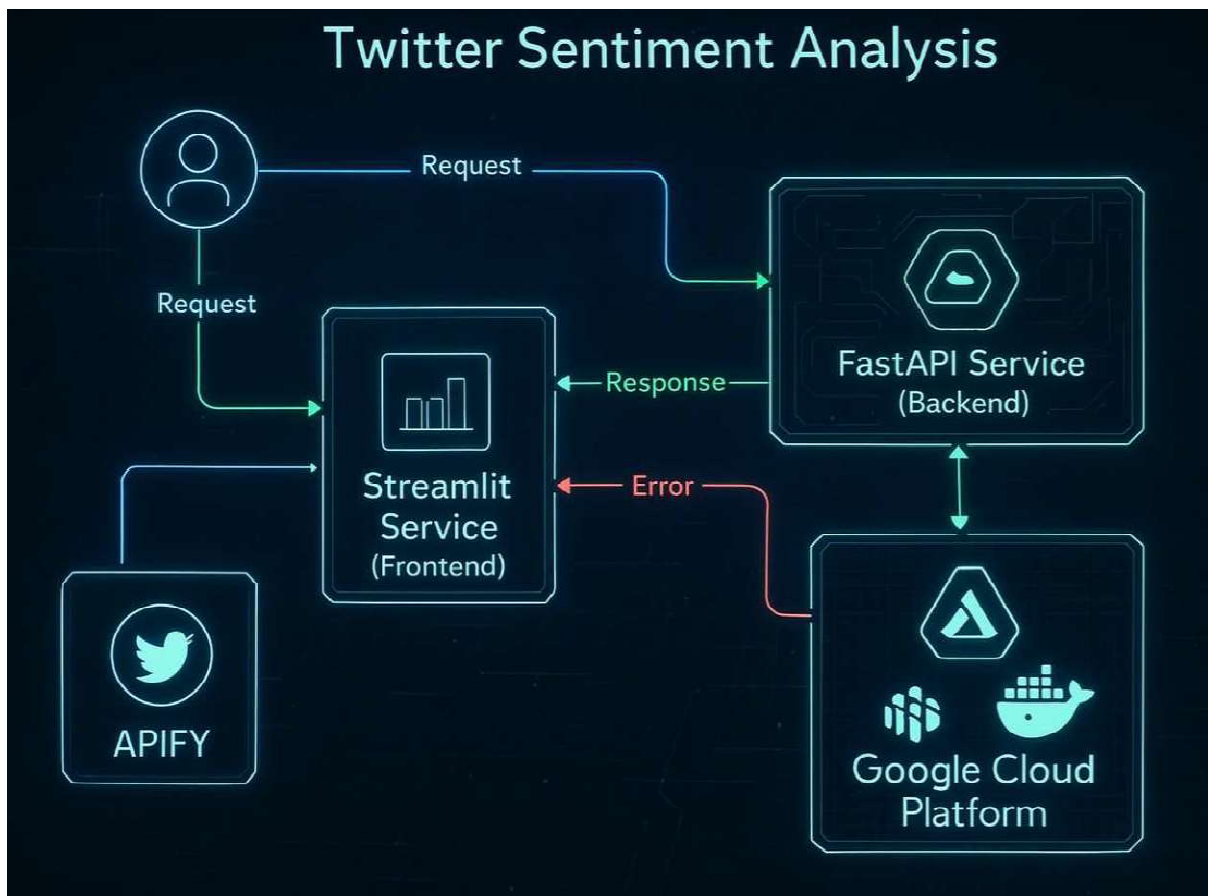 Twitter Sentiment Analysis
Request
Request
FastAPI Service
(Backend)
Response
Streamlit
Service
(Frontend)
Error
APIFY
Google Cloud
Platform